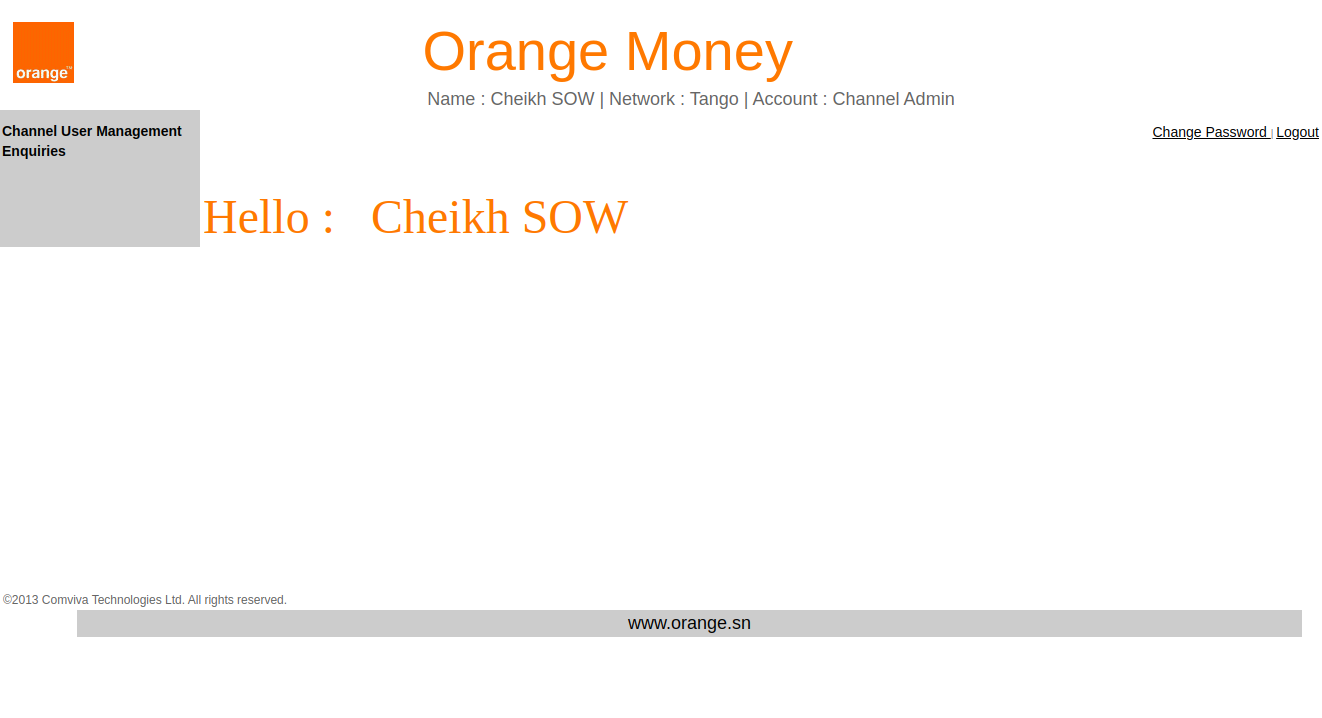 orange™
Orange Money
Name : Cheikh SOW | Network : Tango | Account : Channel Admin
Channel User Management
Enquiries
Change Password | Logout
Hello : Cheikh SOW
©2013 Comviva Technologies Ltd. All rights reserved.
www.orange.sn